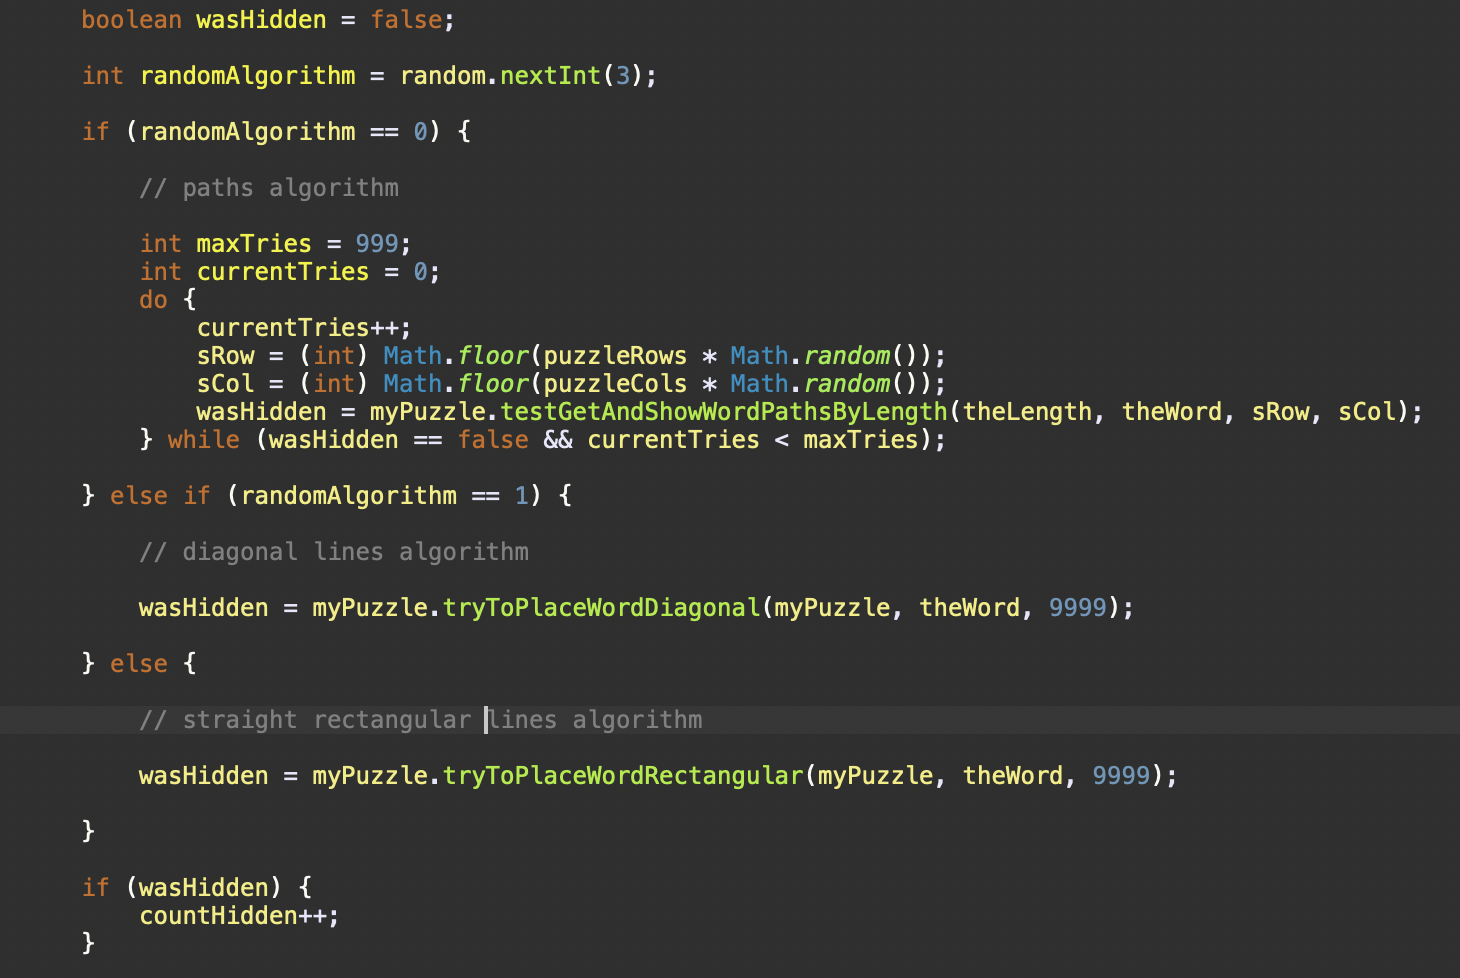 boolean wasHidden = false;
int randomAlgorithm = random.nextInt(3);
if (randomAlgorithm == 0) {
// paths algorithm
int maxTries = 999;
int currentTries = 0;
do {
currentTries++;
sRow = (int) Math.floor(puzzleRows * Math.random());
sCol = (int) Math.floor(puzzleCols * Math.random());
wasHidden = myPuzzle.testGetAndShowWordPathsByLength(theLength, theWord, sRow, sCol);
} while (wasHidden == false && currentTries < maxTries);
} else if (randomAlgorithm == 1) {
// diagonal lines algorithm
wasHidden = myPuzzle.tryToPlaceWordDiagonal(myPuzzle, theWord, 9999);
} else {
// straight rectangular lines algorithm
wasHidden = myPuzzle.tryToPlaceWordRectangular(myPuzzle, theWord, 9999);
}
if (wasHidden) {
countHidden++;
}